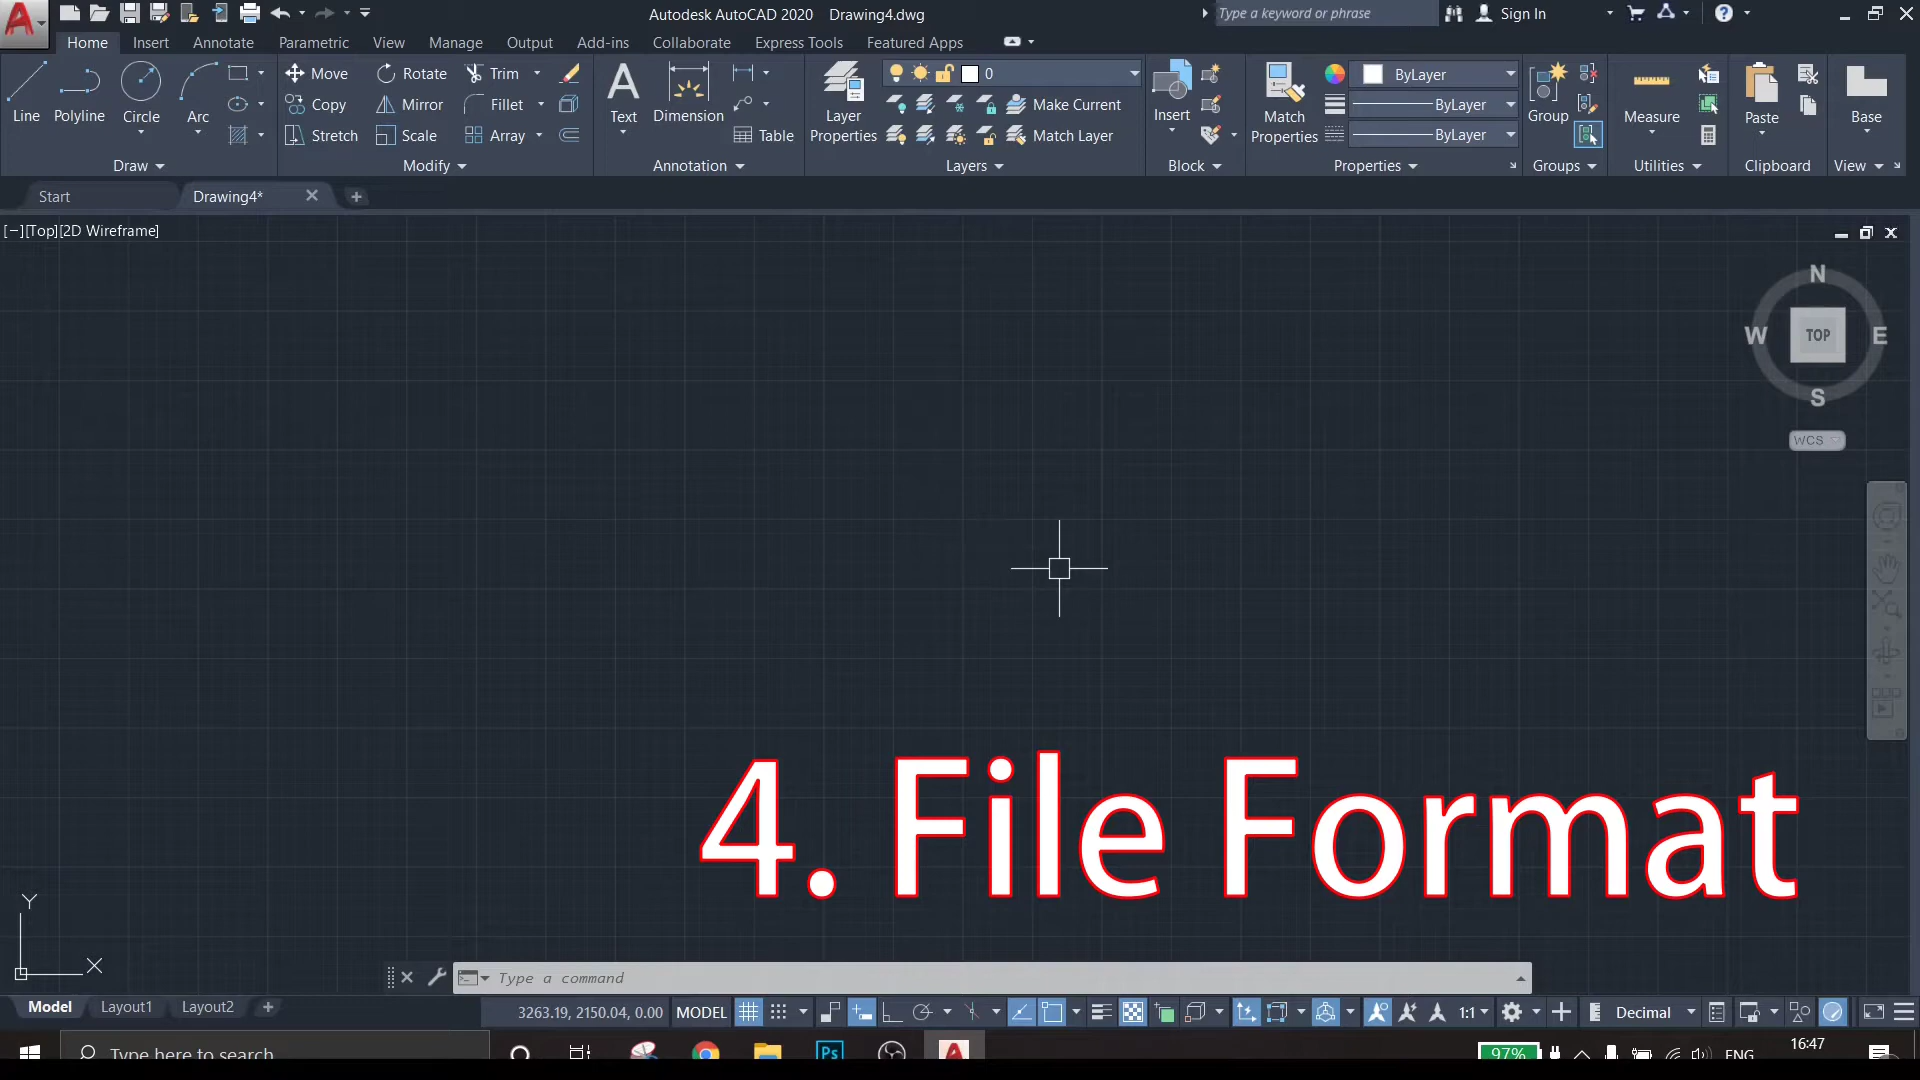 Autodesk AutoCAD 2020 Drawing4.dwg
Type a keyword or phrase
Sign In
Home Insert Annotate Parametric View Manage Output Add-ins Collaborate Express Tools Featured Apps
Line Polyline Circle Arc
Draw
Move Rotate Trim
Copy Mirror Fillet
Stretch Scale Array
Modify
Text Dimension Table
Annotation
Layer Properties
0
Make Current
Match Layer
Layers
Insert
Block
Match Properties
ByLayer
ByLayer
ByLayer
Properties
Group
Groups
Measure
Utilities
Paste
Clipboard
Base
View
Start Drawing4*
[−][Top][2D Wireframe]
N
W TOP E
S
WCS
4. File Format
Y
X
Type a command
Model Layout1 Layout2
3263.19, 2150.04, 0.00 MODEL 1:1 Decimal
Type here to search
Ps
97% ENG
16:47